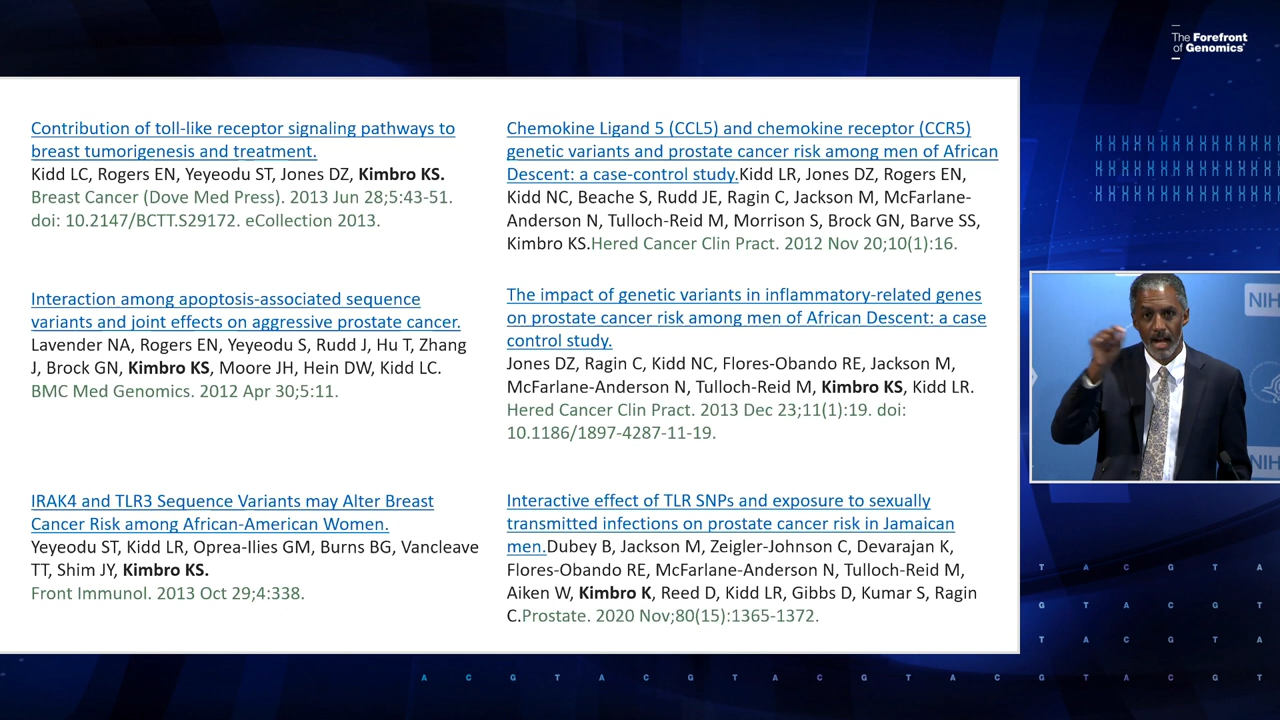 The Forefront
of Genomics®
Contribution of toll-like receptor signaling pathways to
breast tumorigenesis and treatment.
Kidd LC, Rogers EN, Yeyeodu ST, Jones DZ, Kimbro KS.
Breast Cancer (Dove Med Press). 2013 Jun 28;5:43-51.
doi: 10.2147/BCTT.S29172. eCollection 2013.
Interaction among apoptosis-associated sequence
variants and joint effects on aggressive prostate cancer.
Lavender NA, Rogers EN, Yeyeodu S, Rudd J, Hu T, Zhang
J, Brock GN, Kimbro KS, Moore JH, Hein DW, Kidd LC.
BMC Med Genomics. 2012 Apr 30;5:11.
IRAK4 and TLR3 Sequence Variants may Alter Breast
Cancer Risk among African-American Women.
Yeyeodu ST, Kidd LR, Oprea-Ilies GM, Burns BG, Vancleave
TT, Shim JY, Kimbro KS.
Front Immunol. 2013 Oct 29;4:338.
Chemokine Ligand 5 (CCL5) and chemokine receptor (CCR5)
genetic variants and prostate cancer risk among men of African
Descent: a case-control study.Kidd LR, Jones DZ, Rogers EN,
Kidd NC, Beache S, Rudd JE, Ragin C, Jackson M, McFarlane-
Anderson N, Tulloch-Reid M, Morrison S, Brock GN, Barve SS,
Kimbro KS.Hered Cancer Clin Pract. 2012 Nov 20;10(1):16.
The impact of genetic variants in inflammatory-related genes
on prostate cancer risk among men of African Descent: a case
control study.
Jones DZ, Ragin C, Kidd NC, Flores-Obando RE, Jackson M,
McFarlane-Anderson N, Tulloch-Reid M, Kimbro KS, Kidd LR.
Hered Cancer Clin Pract. 2013 Dec 23;11(1):19. doi:
10.1186/1897-4287-11-19.
Interactive effect of TLR SNPs and exposure to sexually
transmitted infections on prostate cancer risk in Jamaican
men.Dubey B, Jackson M, Zeigler-Johnson C, Devarajan K,
Flores-Obando RE, McFarlane-Anderson N, Tulloch-Reid M,
Aiken W, Kimbro K, Reed D, Kidd LR, Gibbs D, Kumar S, Ragin
C.Prostate. 2020 Nov;80(15):1365-1372.
NIH
NIH
T A C G T A
G T A C G T
T A C G T A
A C G T A C G T A C G T A C G T